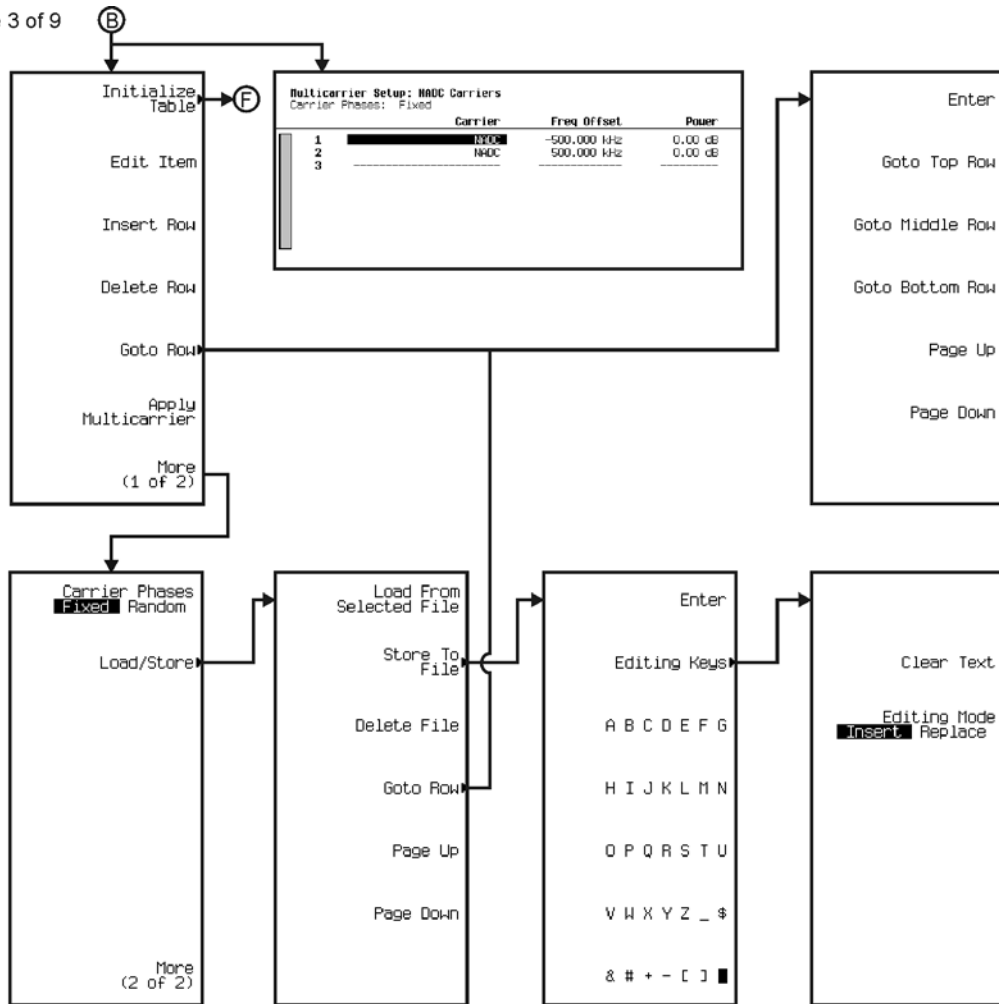 3 of 9
B
Initialize
Table
F
Edit Item
Insert Row
Delete Row
Goto Row
Apply
Multicarrier
More
(1 of 2)
Multicarrier Setup: NADC Carriers
Carrier Phases: Fixed
Carrier Freq Offset Power
1 NADC -500.000 kHz 0.00 dB
2 NADC 500.000 kHz 0.00 dB
3 -------------------- ----------- ---------
Enter
Goto Top Row
Goto Middle Row
Goto Bottom Row
Page Up
Page Down
Carrier Phases
Fixed Random
Load/Store
More
(2 of 2)
Load From
Selected File
Store To
File
Delete File
Goto Row
Page Up
Page Down
Enter
Editing Keys
A B C D E F G
H I J K L M N
O P Q R S T U
V W X Y Z _ $
& # + - [ ]
Clear Text
Editing Mode
Insert Replace